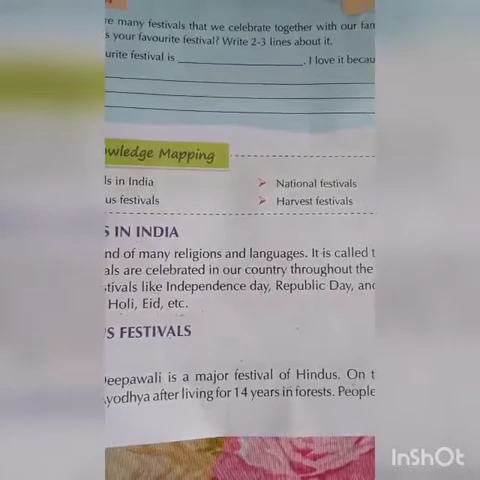 re many festivals that we celebrate together with our fam
s your favourite festival? Write 2-3 lines about it.
urite festival is ____________________. I love it becau
wledge Mapping
ls in India
➢ National festivals
us festivals
➢ Harvest festivals
S IN INDIA
nd of many religions and languages. It is called t
als are celebrated in our country throughout the
stivals like Independence day, Republic Day, and
Holi, Eid, etc.
S FESTIVALS
Deepawali is a major festival of Hindus. On t
yodhya after living for 14 years in forests. People
InShOt